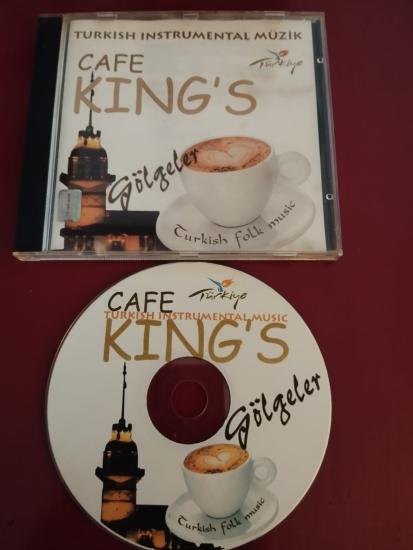 TURKISH INSTRUMENTAL MÜZİK
CAFE
Türkiye
KING'S
Gölgeler
Turkish folk music
CAFE
Türkiye
TURKISH INSTRUMENTAL MUSIC
KING'S
Gölgeler
Turkish folk music